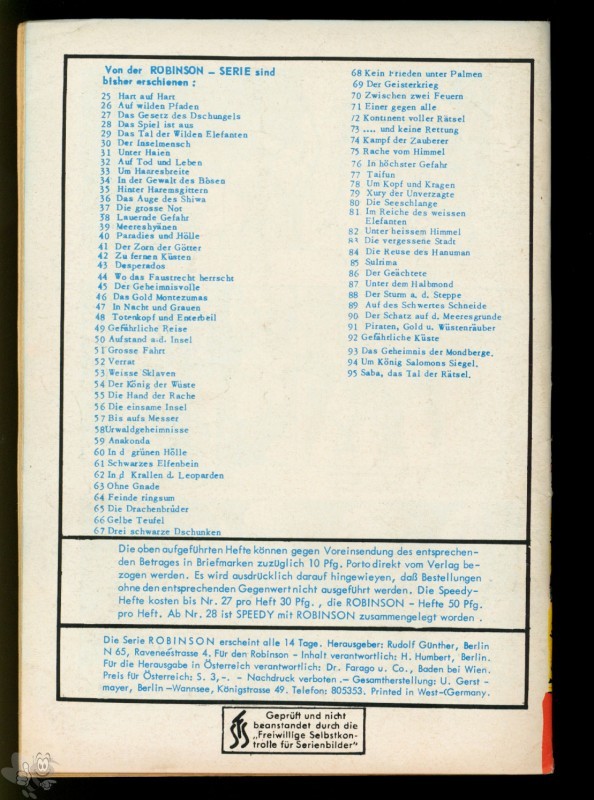 Von der ROBINSON – SERIE sind
bisher erschienen :
25 Hart auf Hart
26 Auf wilden Pfaden
27 Das Gesetz des Dschungels
28 Das Spiel ist aus
29 Das Tal der Wilden Elefanten
30 Der Inselmensch
31 Unter Haien
32 Auf Tod und Leben
33 Um Haaresbreite
34 In der Gewalt des Bösen
35 Hinter Haremsgittern
36 Das Auge des Shiwa
37 Die grosse Not
38 Lauernde Gefahr
39 Meereshyänen
40 Paradies und Hölle
41 Der Zorn der Götter
42 Zu fernen Küsten
43 Desperados
44 Wo das Faustrecht herrscht
45 Der Geheimnisvolle
46 Das Gold Montezumas
47 In Nacht und Grauen
48 Totenkopf und Enterbeil
49 Gefährliche Reise
50 Aufstand a.d. Insel
51 Grosse Fahrt
52 Verrat
53 Weisse Sklaven
54 Der König der Wüste
55 Die Hand der Rache
56 Die einsame Insel
57 Bis aufs Messer
58 Urwaldgeheimnisse
59 Anakonda
60 In d grünen Hölle
61 Schwarzes Elfenbein
62 In d Krallen d. Leoparden
63 Ohne Gnade
64 Feinde ringsum
65 Die Drachenbrüder
66 Gelbe Teufel
67 Drei schwarze Dschunken
68 Kein Frieden unter Palmen
69 Der Geisterkrieg
70 Zwischen zwei Feuern
71 Einer gegen alle
72 Kontinent voller Rätsel
73 .... und keine Rettung
74 Kampf der Zauberer
75 Rache vom Himmel
76 In höchster Gefahr
77 Taifun
78 Um Kopf und Kragen
79 Xury der Unverzagte
80 Die Seeschlange
81. Im Reiche des weissen
Elefanten
82 Unter heissem Himmel
83 Die vergessene Stadt
84 Die Reuse des Hanuman
85 Sulrima
86 Der Geächtete
87 Unter dem Halbmond
88 Der Sturm a. d. Steppe
89 Auf des Schwertes Schneide
90 Der Schatz auf d. Meeresgrunde
91 Piraten, Gold u. Wüstenräuber
92 Gefährliche Küste
93 Das Geheimnis der Mondberge.
94 Um König Salomons Siegel.
95 Saba, das Tal der Rätsel.
Die oben aufgeführten Hefte können gegen Voreinsendung des entsprechen-
den Betrages in Briefmarken zuzüglich 10 Pfg. Porto direkt vom Verlag be-
zogen werden. Es wird ausdrücklich darauf hingewieyen, daß Bestellungen
ohne den entsprechenden Gegenwert nicht ausgeführt werden. Die Speedy-
Hefte kosten bis Nr. 27 pro Heft 30 Pfg. , die ROBINSON - Hefte 50 Pfg.
pro Heft. Ab Nr. 28 ist SPEEDY mit ROBINSON zusammengelegt worden .
Die Serie ROBINSON erscheint alle 14 Tage. Herausgeber: Rudolf Günther, Berlin
N 65, Raveneéstrasse 4. Für den Robinson - Inhalt verantwortlich: H. Humbert, Berlin.
Für die Herausgabe in Österreich verantwortlich: Dr. Farago u. Co., Baden bei Wien.
Preis für Österreich: S. 3,-. - Nachdruck verboten .– Gesamtherstellung: U. Gerst -
mayer, Berlin – Wannsee, Königstrasse 49. Telefon: 805353. Printed in West-(Germany.
FSS
Geprüft und nicht
beanstandet durch die
„Freiwillige Selbstkon-
trolle für Serienbilder"